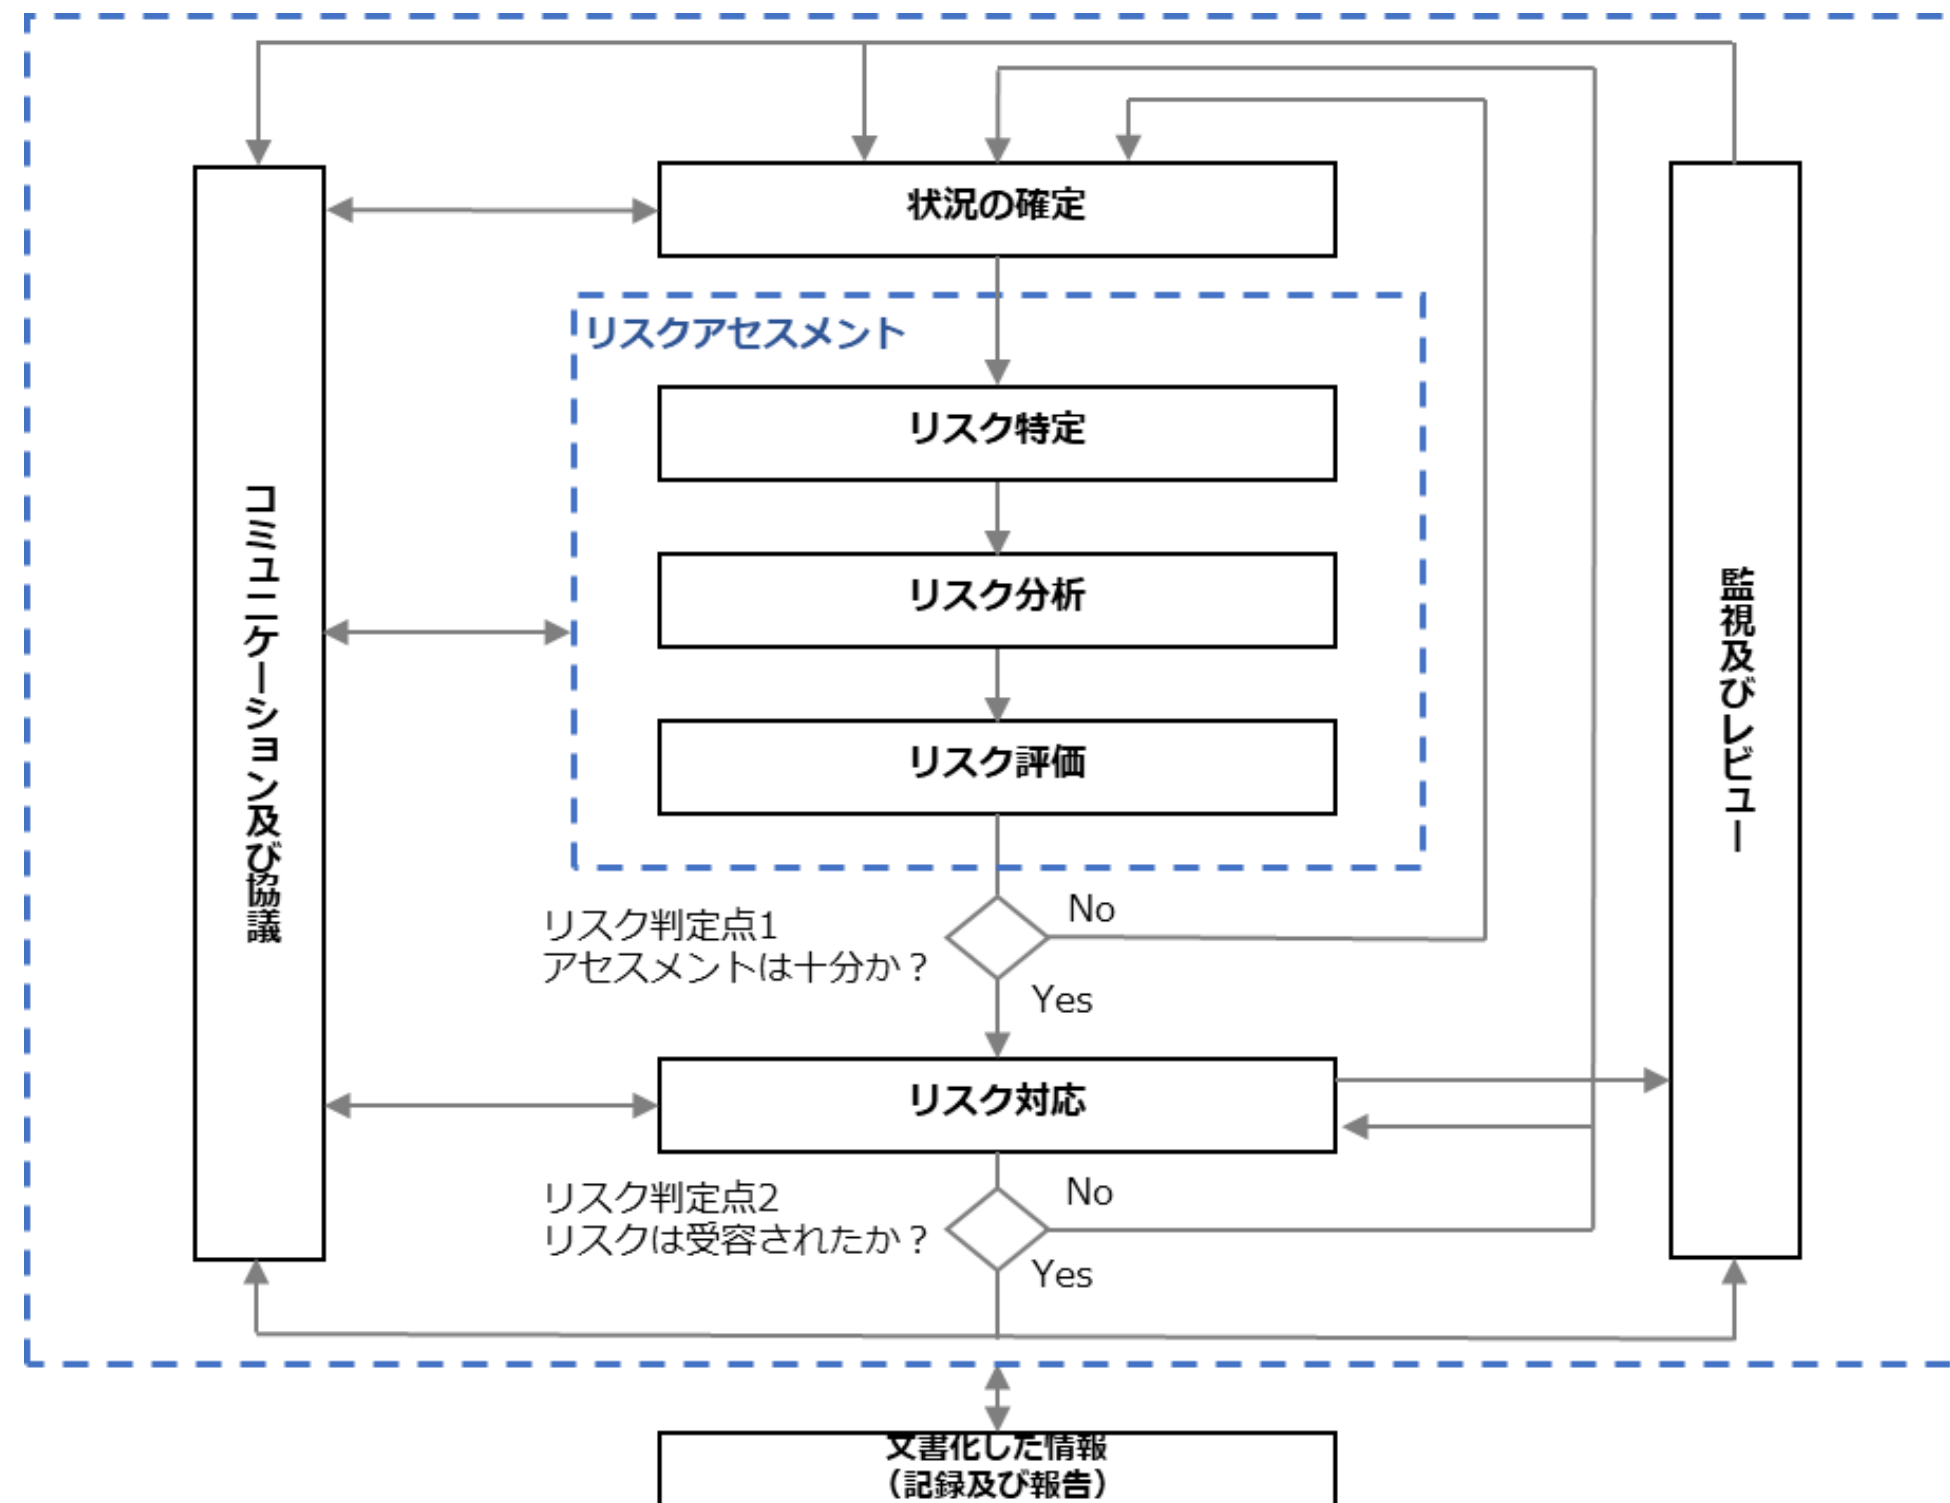 状況の確定
リスクアセスメント
リスク特定
リスク分析
リスク評価
コミュニケーション及び協議
監視及びレビュー
リスク判定点1
アセスメントは十分か？
No
Yes
リスク対応
リスク判定点2
リスクは受容されたか？
No
Yes
文書化した情報
（記録及び報告）